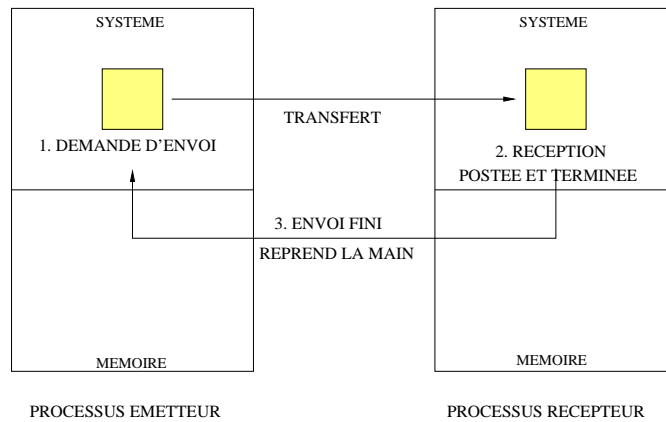 SYSTEME
SYSTEME
TRANSFERT
1. DEMANDE D'ENVOI
2. RECEPTION
POSTEE ET TERMINEE
3. ENVOI FINI
REPREND LA MAIN
MEMOIRE
MEMOIRE
PROCESSUS EMETTEUR
PROCESSUS RECEPTEUR